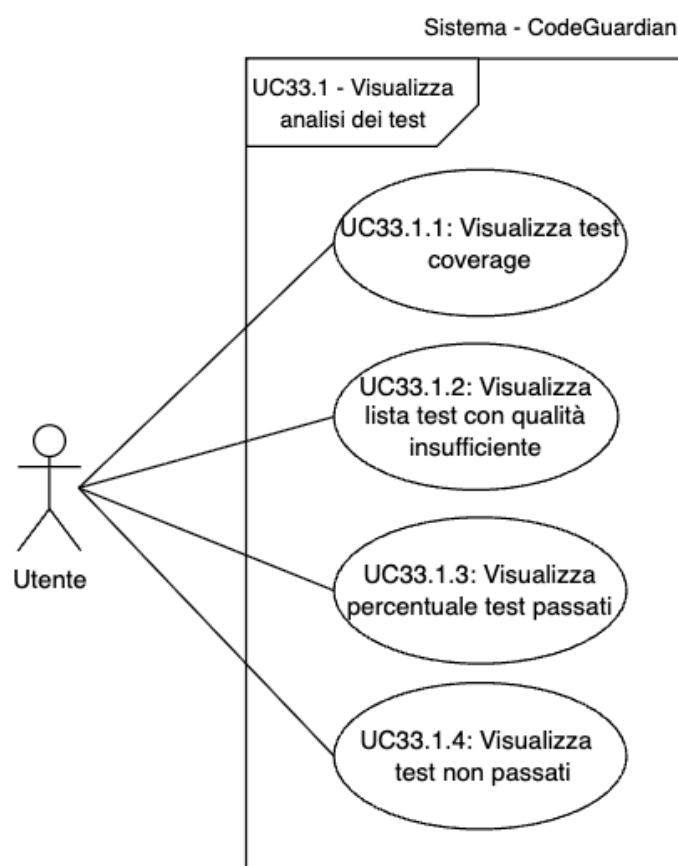 Sistema - CodeGuardian
UC33.1 - Visualizza
analisi dei test
UC33.1.1: Visualizza test
coverage
UC33.1.2: Visualizza
lista test con qualità
insufficiente
Utente
UC33.1.3: Visualizza
percentuale test passati
UC33.1.4: Visualizza
test non passati